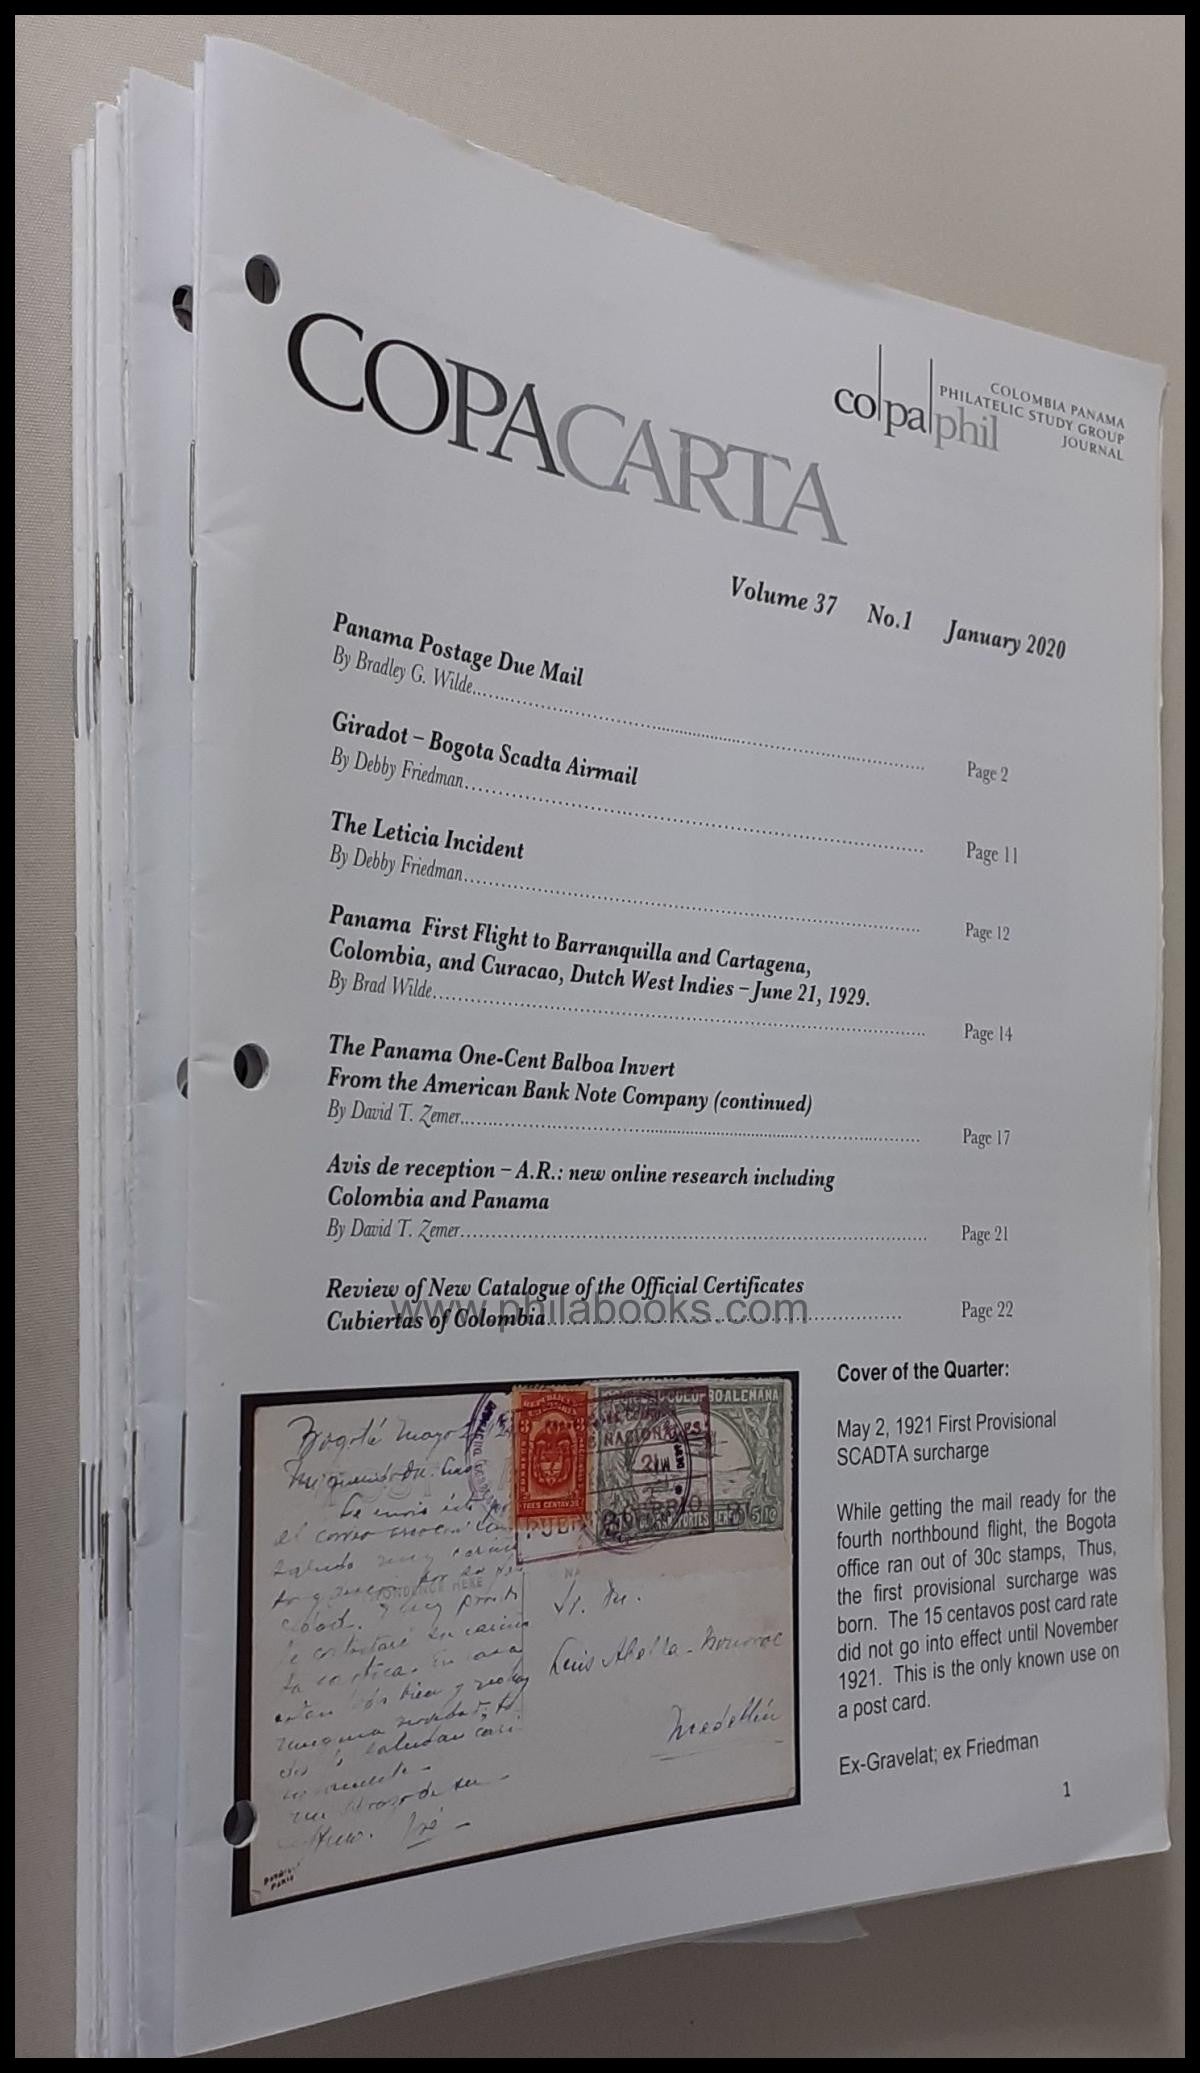 COPACARTA
co|pa|phil
COLOMBIA PANAMA
PHILATELIC STUDY GROUP
JOURNAL
Volume 37 No.1 January 2020
Panama Postage Due Mail
By Bradley G. Wilde............ Page 2
Giradot – Bogota Scadta Airmail
By Debby Friedman............ Page 11
The Leticia Incident
By Debby Friedman............ Page 12
Panama First Flight to Barranquilla and Cartagena,
Colombia, and Curacao, Dutch West Indies – June 21, 1929.
By Brad Wilde............ Page 14
The Panama One-Cent Balboa Invert
From the American Bank Note Company (continued)
By David T. Zemer............ Page 17
Avis de reception – A.R.: new online research including
Colombia and Panama
By David T. Zemer............ Page 21
Review of New Catalogue of the Official Certificates
Cubiertas of Colombia............ Page 22
www.philabooks.com
Cover of the Quarter:
May 2, 1921 First Provisional
SCADTA surcharge
While getting the mail ready for the
fourth northbound flight, the Bogota
office ran out of 30c stamps, Thus,
the first provisional surcharge was
born. The 15 centavos post card rate
did not go into effect until November
1921. This is the only known use on
a post card.
Ex-Gravelat; ex Friedman
1
Bogotá Mayo
TRES CENTAVOS
Medellín